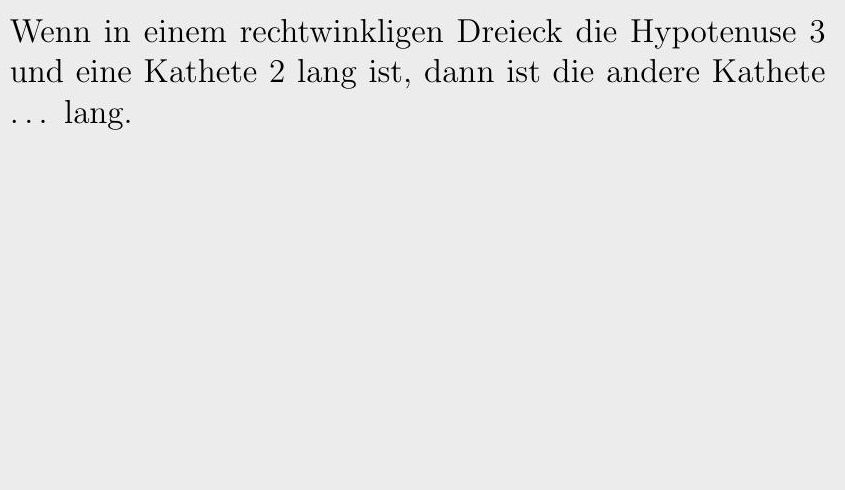 Wenn in einem rechtwinkligen Dreieck die Hypotenuse 3
und eine Kathete 2 lang ist, dann ist die andere Kathete
... lang.